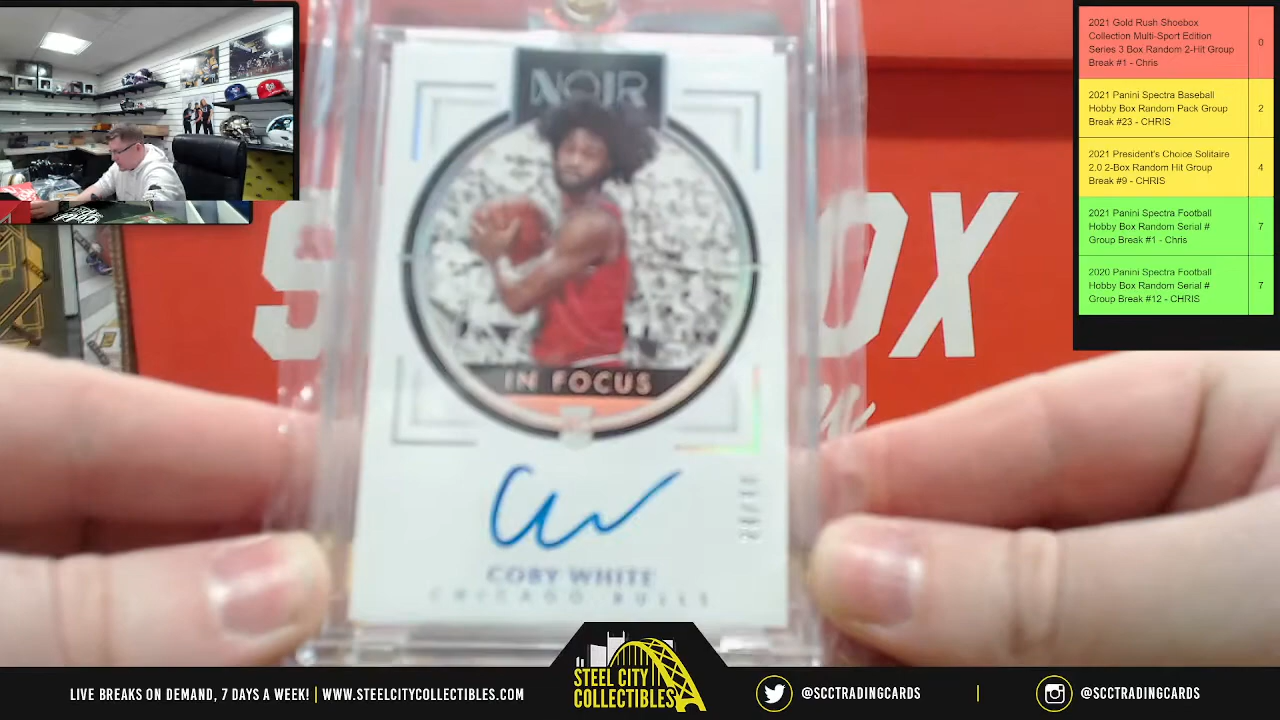 2021 Gold Rush Shoebox
Collection Multi-Sport Edition
Series 3 Box Random 2-Hit Group
Break #1 - Chris
0
2021 Panini Spectra Baseball
Hobby Box Random Pack Group
Break #23 - CHRIS
2
2021 President's Choice Solitaire
2.0 2-Box Random Hit Group
Break #9 - CHRIS
4
2021 Panini Spectra Football
Hobby Box Random Serial #
Group Break #1 - Chris
7
2020 Panini Spectra Football
Hobby Box Random Serial #
Group Break #12 - CHRIS
7
NOIR
IN FOCUS
COBY WHITE
CHICAGO BULLS
LIVE BREAKS ON DEMAND, 7 DAYS A WEEK! | WWW.STEELCITYCOLLECTIBLES.COM
STEEL CITY
COLLECTIBLES
@SCCTRADINGCARDS | @SCCTRADINGCARDS